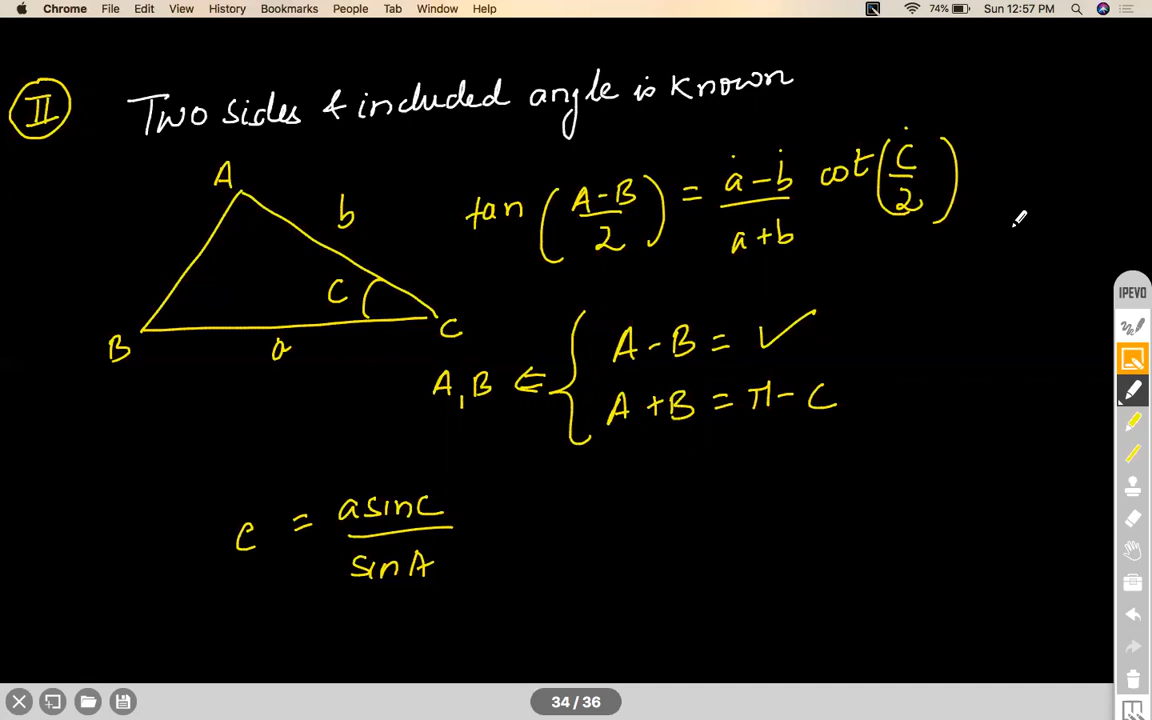 Chrome File Edit View History Bookmarks People Tab Window Help 74% Sun 12:57 PM
II Two sides & included angle is known
A
b
C
B
a
C
tan (A-B/2) = a-b/a+b cot(C/2)
A-B = ✓
A,B ⇐ { A+B = π-C
c = a sinC / sinA
IPEVO
34 / 36